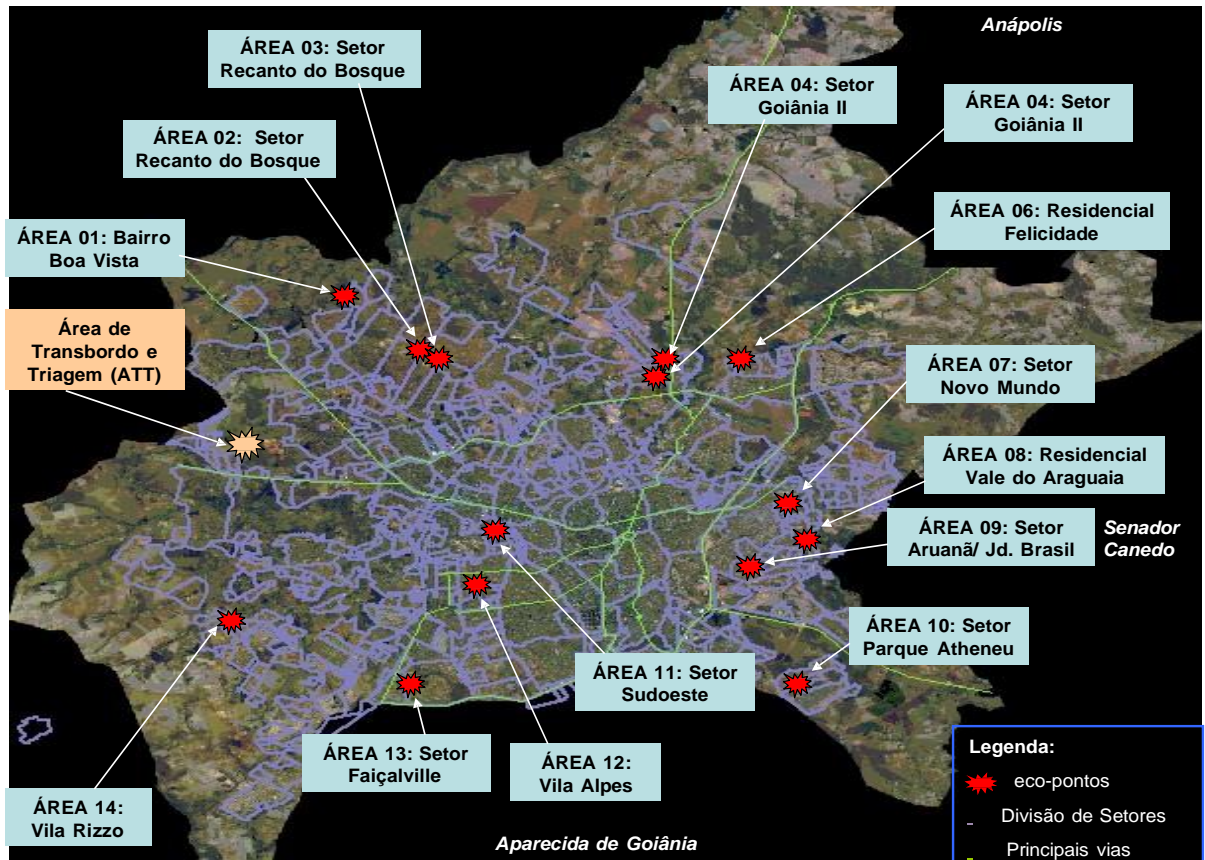 Anápolis
ÁREA 03: Setor
Recanto do Bosque
ÁREA 04: Setor
Goiânia II
ÁREA 04: Setor
Goiânia II
ÁREA 02: Setor
Recanto do Bosque
ÁREA 06: Residencial
Felicidade
ÁREA 01: Bairro
Boa Vista
Área de
Transbordo e
Triagem (ATT)
ÁREA 07: Setor
Novo Mundo
ÁREA 08: Residencial
Vale do Araguaia
ÁREA 09: Setor
Aruanã/ Jd. Brasil
Senador
Canedo
ÁREA 10: Setor
Parque Atheneu
ÁREA 11: Setor
Sudoeste
ÁREA 13: Setor
Faiçalville
ÁREA 12:
Vila Alpes
ÁREA 14:
Vila Rizzo
Aparecida de Goiânia
Legenda:
eco-pontos
Divisão de Setores
Principais vias